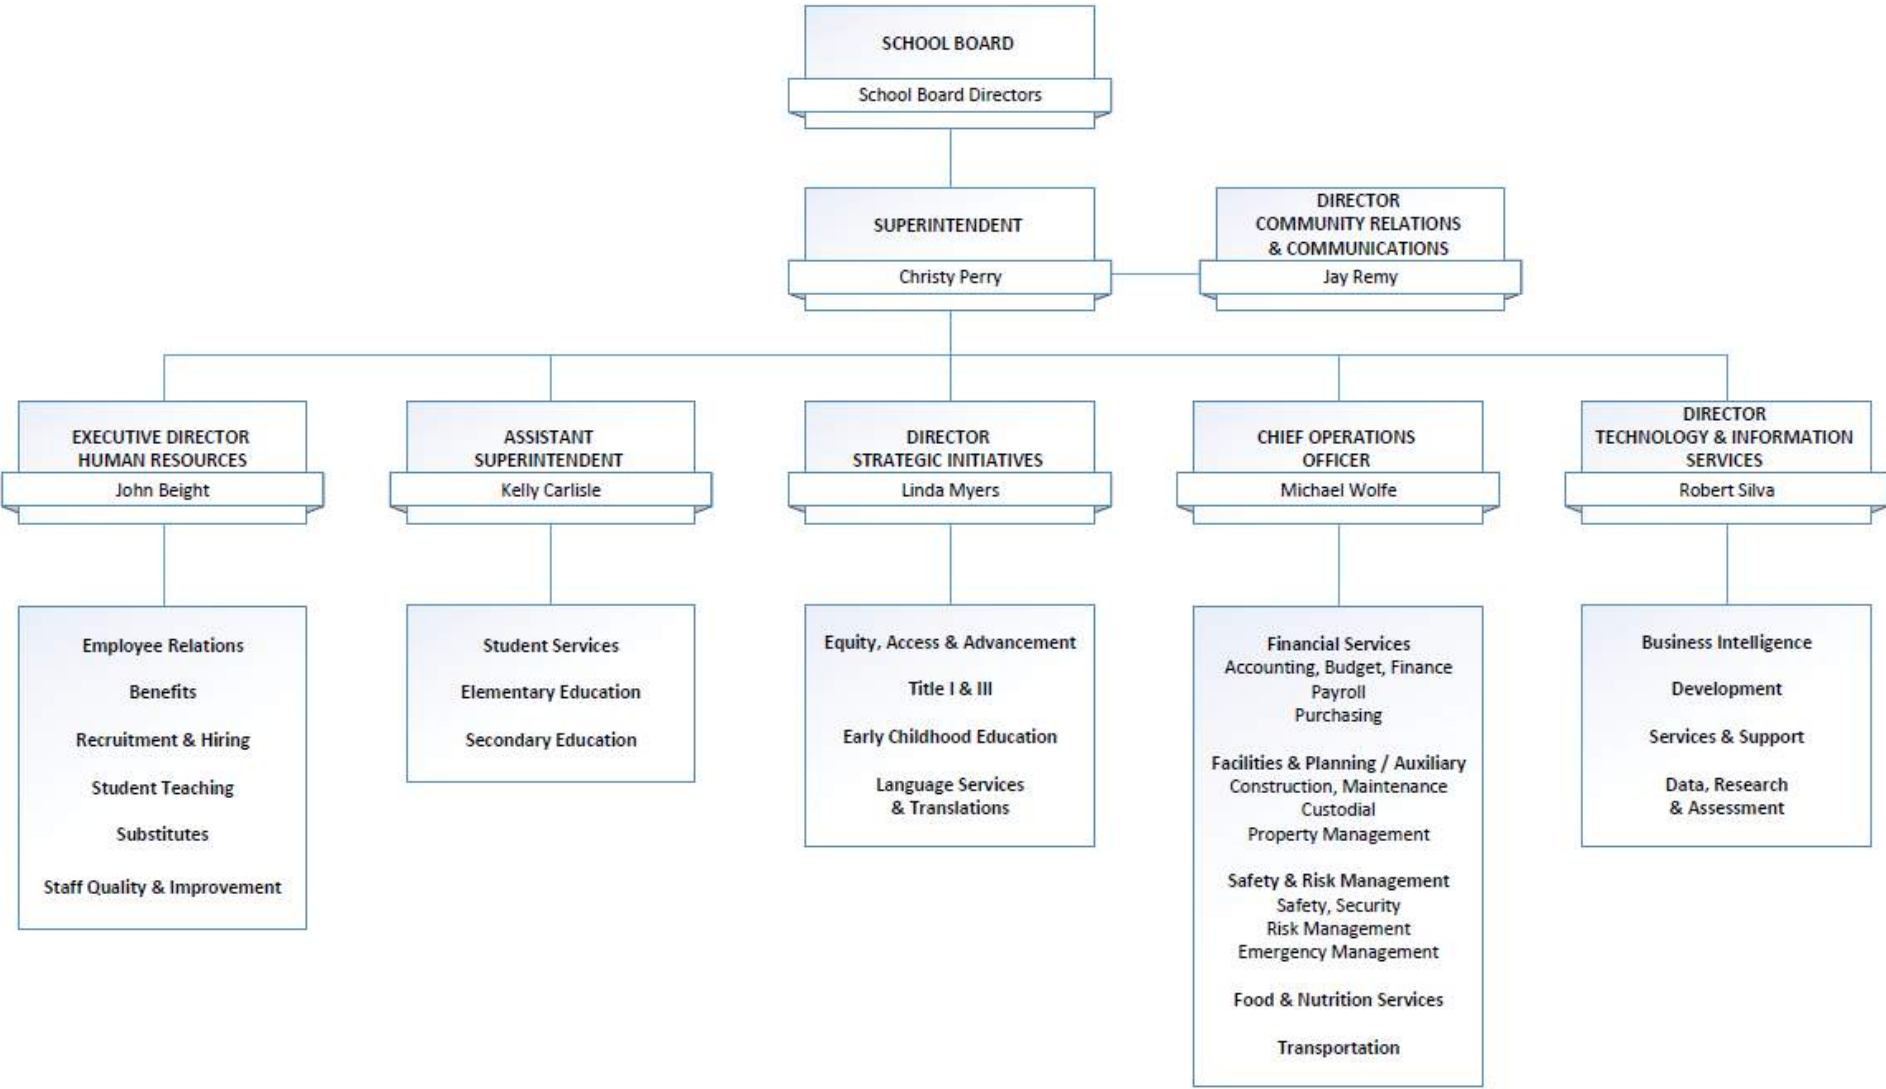 SCHOOL BOARD
School Board Directors
SUPERINTENDENT
Christy Perry
DIRECTOR
COMMUNITY RELATIONS
& COMMUNICATIONS
Jay Remy
EXECUTIVE DIRECTOR
HUMAN RESOURCES
John Beight
ASSISTANT
SUPERINTENDENT
Kelly Carlisle
DIRECTOR
STRATEGIC INITIATIVES
Linda Myers
CHIEF OPERATIONS
OFFICER
Michael Wolfe
DIRECTOR
TECHNOLOGY & INFORMATION
SERVICES
Robert Silva
Employee Relations
Benefits
Recruitment & Hiring
Student Teaching
Substitutes
Staff Quality & Improvement
Student Services
Elementary Education
Secondary Education
Equity, Access & Advancement
Title I & III
Early Childhood Education
Language Services
& Translations
Financial Services
Accounting, Budget, Finance
Payroll
Purchasing
Facilities & Planning / Auxiliary
Construction, Maintenance
Custodial
Property Management
Safety & Risk Management
Safety, Security
Risk Management
Emergency Management
Food & Nutrition Services
Transportation
Business Intelligence
Development
Services & Support
Data, Research
& Assessment